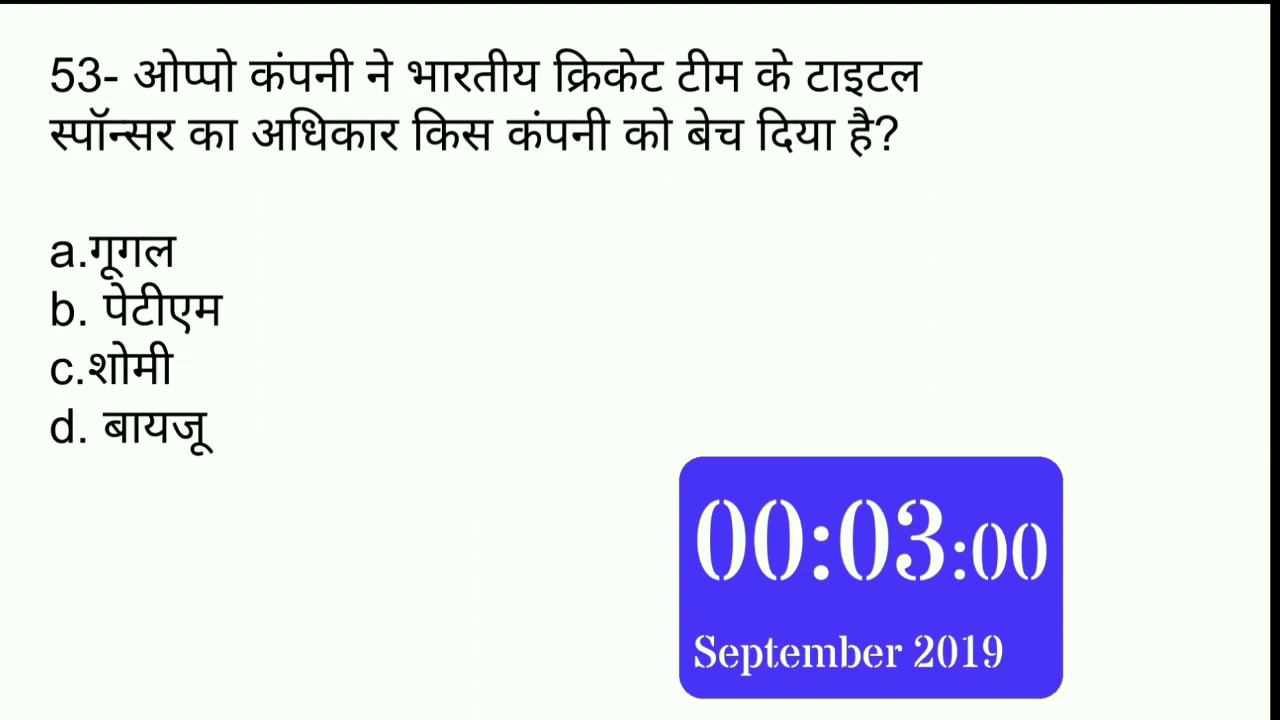 53- ओप्पो कंपनी ने भारतीय क्रिकेट टीम के टाइटल
स्पॉन्सर का अधिकार किस कंपनी को बेच दिया है?
a.गूगल
b. पेटीएम
c.शोमी
d. बायजू
00:03:00
September 2019